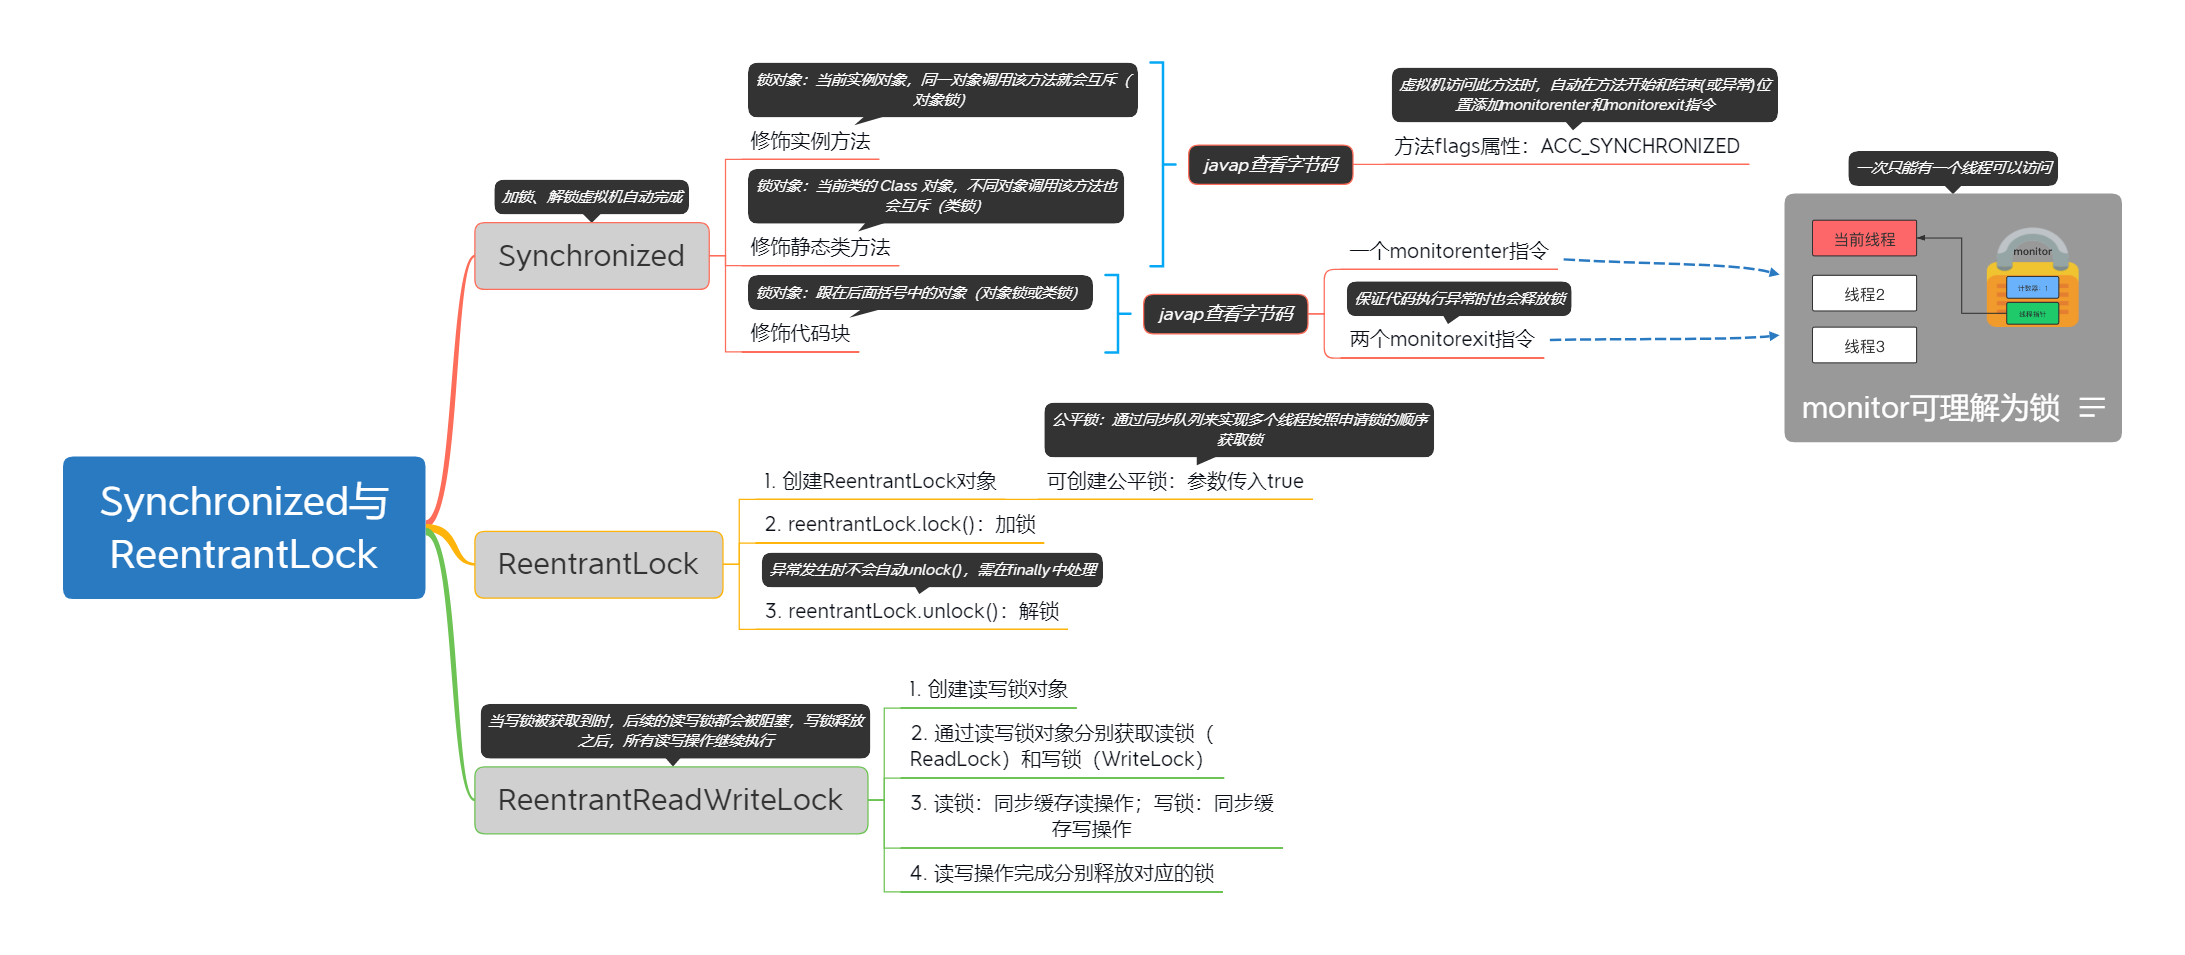 Synchronized与
ReentrantLock
加锁、解锁虚拟机自动完成
Synchronized
锁对象：当前实例对象，同一对象调用该方法就会互斥（
对象锁）
修饰实例方法
锁对象：当前类的 Class 对象，不同对象调用该方法也
会互斥（类锁）
修饰静态类方法
javap查看字节码
虚拟机访问此方法时，自动在方法开始和结束(或异常)位
置添加monitorenter和monitorexit指令
方法flags属性：ACC_SYNCHRONIZED
锁对象：跟在后面括号中的对象（对象锁或类锁）
修饰代码块
javap查看字节码
一个monitorenter指令
保证代码执行异常时也会释放锁
两个monitorexit指令
一次只能有一个线程可以访问
当前线程
线程2
线程3
monitor
计数器：1
线程指针
monitor可理解为锁
ReentrantLock
1. 创建ReentrantLock对象
公平锁：通过同步队列来实现多个线程按照申请锁的顺序
获取锁
可创建公平锁：参数传入true
2. reentrantLock.lock()：加锁
异常发生时不会自动unlock()，需在finally中处理
3. reentrantLock.unlock()：解锁
当写锁被获取到时，后续的读写锁都会被阻塞，写锁释放
之后，所有读写操作继续执行
ReentrantReadWriteLock
1. 创建读写锁对象
2. 通过读写锁对象分别获取读锁（
ReadLock）和写锁（WriteLock）
3. 读锁：同步缓存读操作；写锁：同步缓
存写操作
4. 读写操作完成分别释放对应的锁